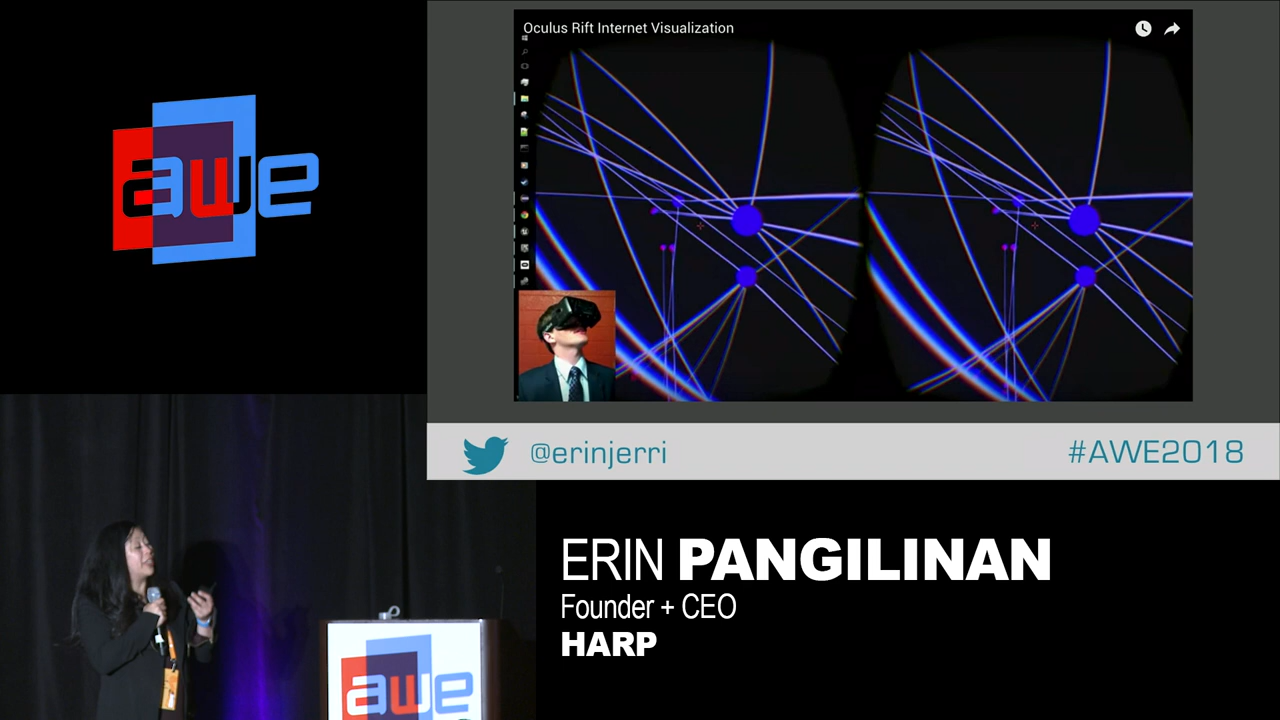 awe
Oculus Rift Internet Visualization
@erinjerri
#AWE2018
ERIN PANGILINAN
Founder + CEO
HARP
awe